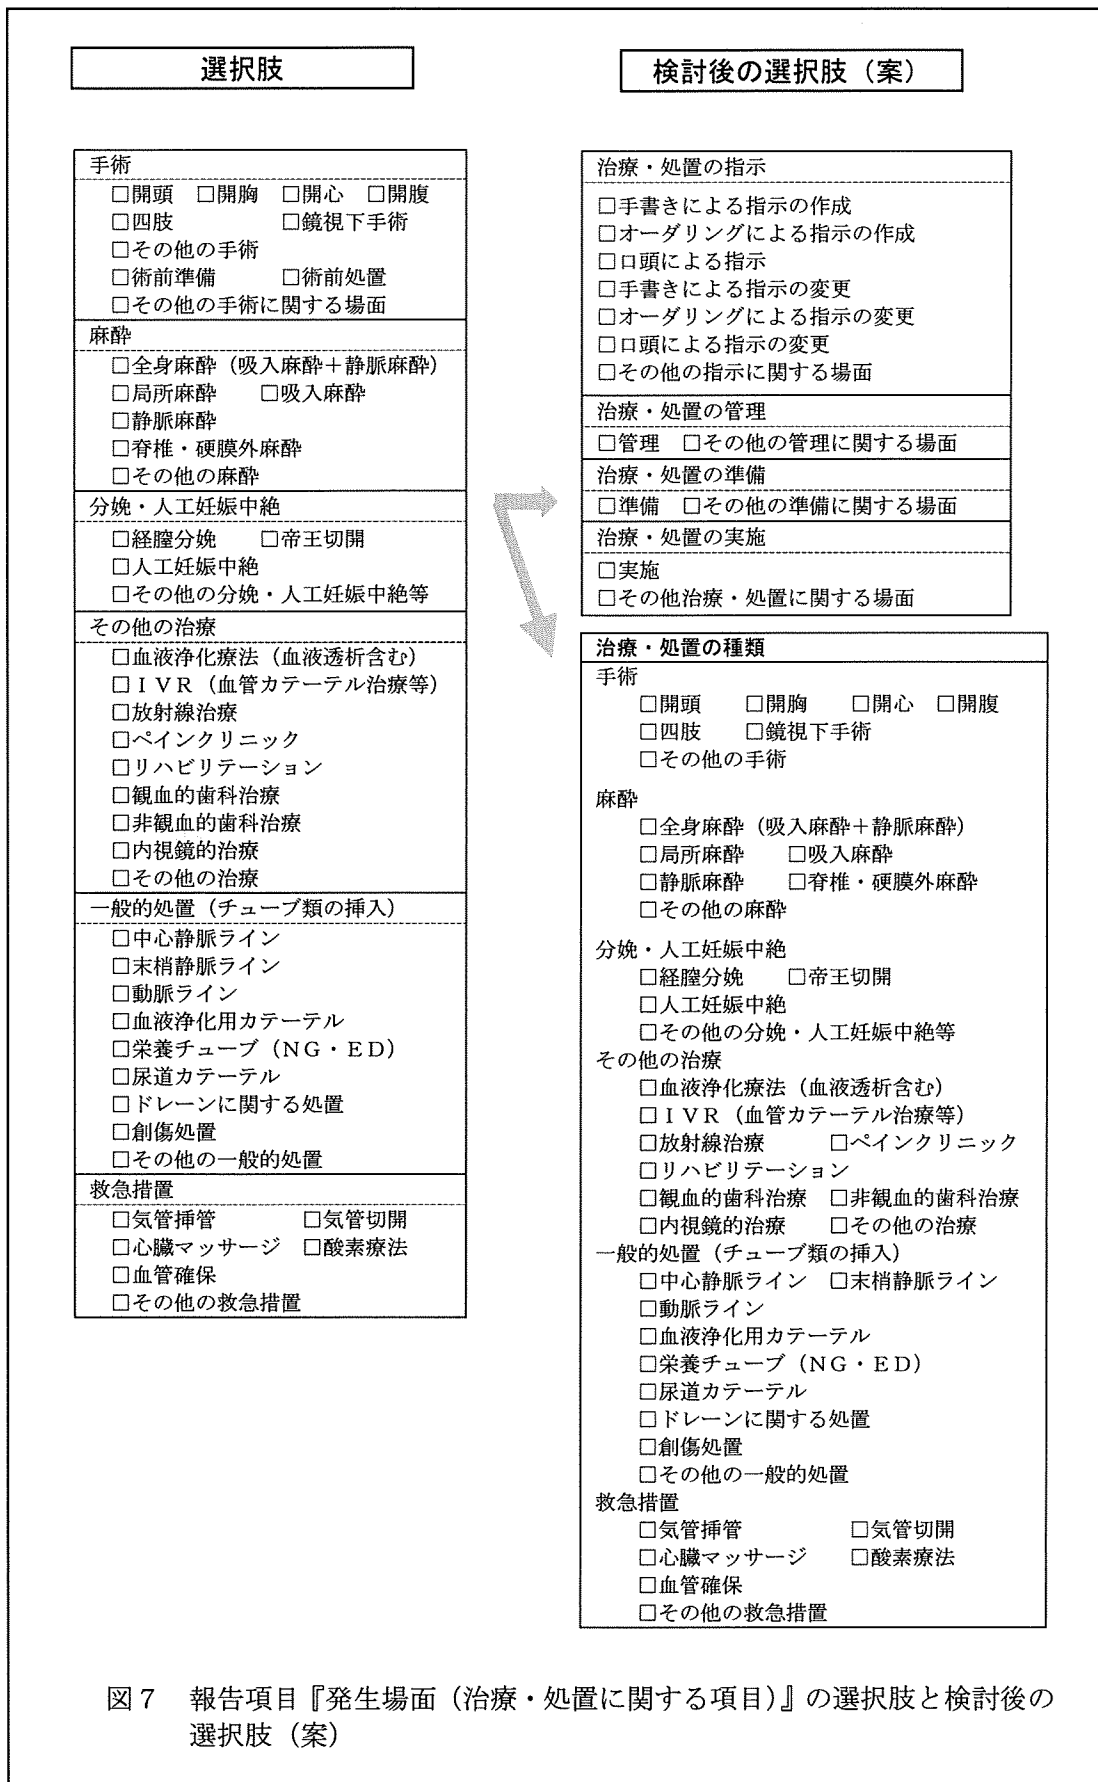 選択肢
手術
□開頭 □開胸 □開心 □開腹
□四肢 □鏡視下手術
□その他の手術
□術前準備 □術前処置
□その他の手術に関する場面
麻酔
□全身麻酔（吸入麻酔＋静脈麻酔）
□局所麻酔 □吸入麻酔
□静脈麻酔
□脊椎・硬膜外麻酔
□その他の麻酔
分娩・人工妊娠中絶
□経膣分娩 □帝王切開
□人工妊娠中絶
□その他の分娩・人工妊娠中絶等
その他の治療
□血液浄化療法（血液透析含む）
□ＩＶＲ（血管カテーテル治療等）
□放射線治療
□ペインクリニック
□リハビリテーション
□観血的歯科治療
□非観血的歯科治療
□内視鏡的治療
□その他の治療
一般的処置（チューブ類の挿入）
□中心静脈ライン
□末梢静脈ライン
□動脈ライン
□血液浄化用カテーテル
□栄養チューブ（ＮＧ・ＥＤ）
□尿道カテーテル
□ドレーンに関する処置
□創傷処置
□その他の一般的処置
救急措置
□気管挿管 □気管切開
□心臓マッサージ □酸素療法
□血管確保
□その他の救急措置
検討後の選択肢（案）
治療・処置の指示
□手書きによる指示の作成
□オーダリングによる指示の作成
□口頭による指示
□手書きによる指示の変更
□オーダリングによる指示の変更
□口頭による指示の変更
□その他の指示に関する場面
治療・処置の管理
□管理 □その他の管理に関する場面
治療・処置の準備
□準備 □その他の準備に関する場面
治療・処置の実施
□実施
□その他治療・処置に関する場面
治療・処置の種類
手術
□開頭 □開胸 □開心 □開腹
□四肢 □鏡視下手術
□その他の手術
麻酔
□全身麻酔（吸入麻酔＋静脈麻酔）
□局所麻酔 □吸入麻酔
□静脈麻酔 □脊椎・硬膜外麻酔
□その他の麻酔
分娩・人工妊娠中絶
□経膣分娩 □帝王切開
□人工妊娠中絶
□その他の分娩・人工妊娠中絶等
その他の治療
□血液浄化療法（血液透析含む）
□ＩＶＲ（血管カテーテル治療等）
□放射線治療 □ペインクリニック
□リハビリテーション
□観血的歯科治療 □非観血的歯科治療
□内視鏡的治療 □その他の治療
一般的処置（チューブ類の挿入）
□中心静脈ライン □末梢静脈ライン
□動脈ライン
□血液浄化用カテーテル
□栄養チューブ（ＮＧ・ＥＤ）
□尿道カテーテル
□ドレーンに関する処置
□創傷処置
□その他の一般的処置
救急措置
□気管挿管 □気管切開
□心臓マッサージ □酸素療法
□血管確保
□その他の救急措置
図７ 報告項目『発生場面（治療・処置に関する項目）』の選択肢と検討後の
選択肢（案）